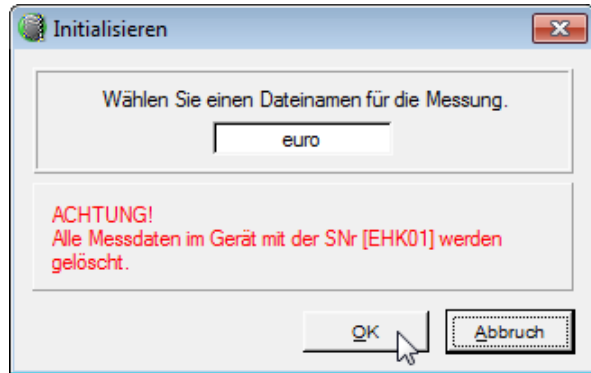 Initialisieren
Wählen Sie einen Dateinamen für die Messung.
euro
ACHTUNG!
Alle Messdaten im Gerät mit der SNr [EHK01] werden
gelöscht.
OK
Abbruch